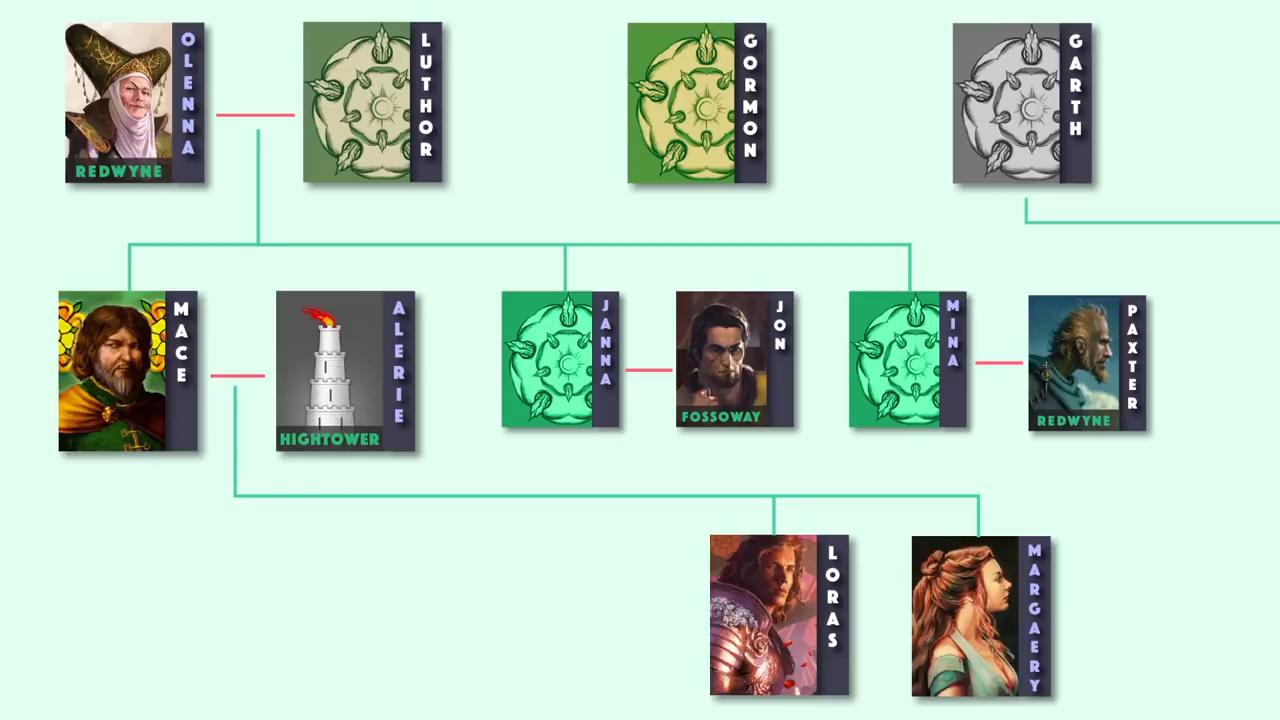 OLENNA
REDWYNE
LUTHOR
GORMON
GARTH
MACE
ALERIE
HIGHTOWER
JANNA
JON
FOSSOWAY
MINA
PAXTER
REDWYNE
LORAS
MARGAERY